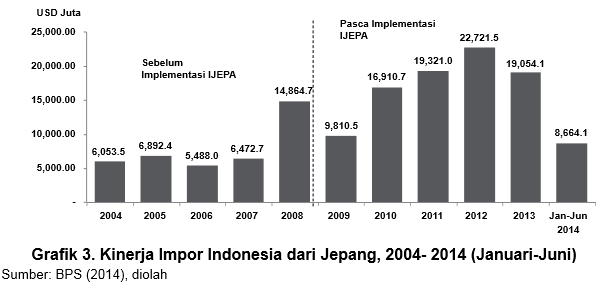 USD Juta
25,000.00
20,000.00
15,000.00
10,000.00
5,000.00
-
Sebelum
Implementasi IJEPA
Pasca Implementasi
IJEPA
6,053.5
6,892.4
5,488.0
6,472.7
14,864.7
9,810.5
16,910.7
19,321.0
22,721.5
19,054.1
8,664.1
2004 2005 2006 2007 2008 2009 2010 2011 2012 2013 Jan-Jun
2014
Grafik 3. Kinerja Impor Indonesia dari Jepang, 2004- 2014 (Januari-Juni)
Sumber: BPS (2014), diolah